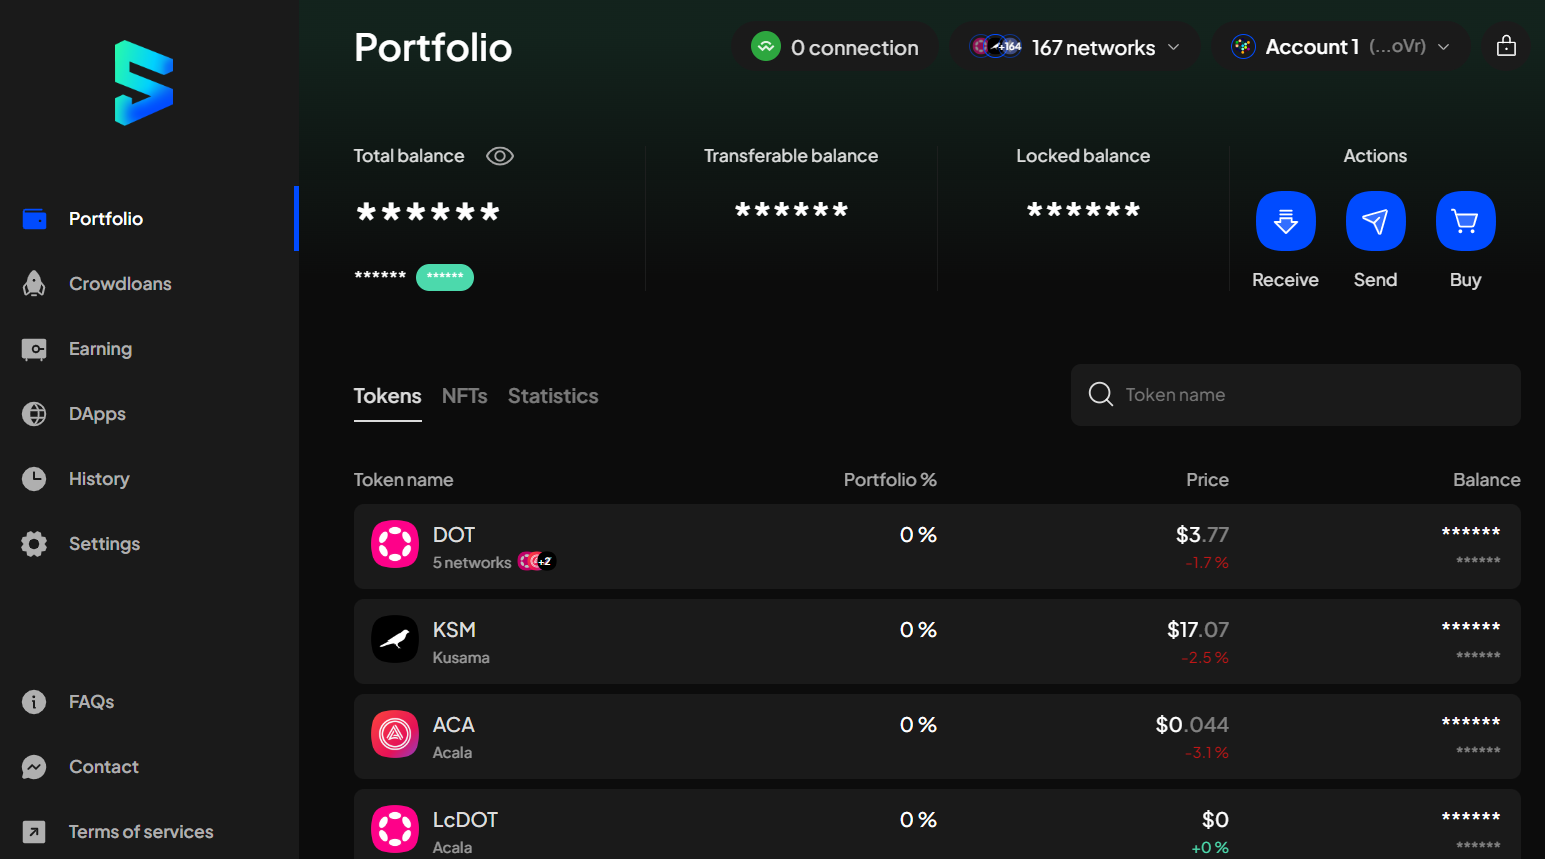 Portfolio
0 connection
+164
167 networks
Account 1 (...oVr)
Portfolio
Crowdloans
Earning
DApps
History
Settings
FAQs
Contact
Terms of services
Total balance
******
****** ******
Transferable balance
******
Locked balance
******
Actions
Receive
Send
Buy
Tokens
NFTs
Statistics
Token name
Token name
Portfolio %
Price
Balance
DOT
5 networks
+2
0 %
$3.77
-1.7 %
******
******
KSM
Kusama
0 %
$17.07
-2.5 %
******
******
ACA
Acala
0 %
$0.044
-3.1 %
******
******
LcDOT
Acala
0 %
$0
+0 %
******
******